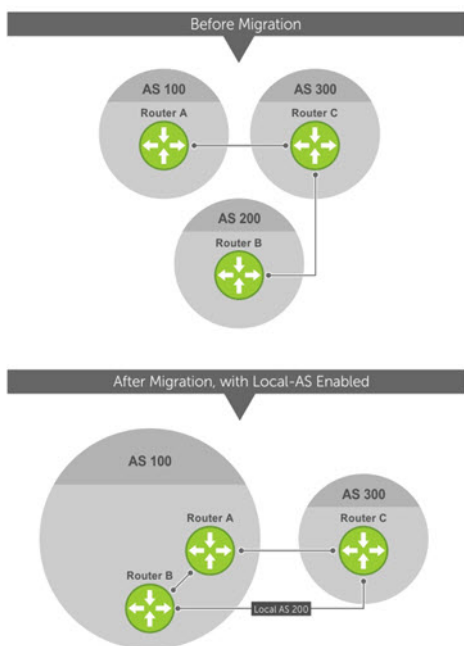 Before Migration
AS 100
AS 300
Router A
Router C
AS 200
Router B
After Migration, with Local-AS Enabled
AS 100
AS 300
Router A
Router C
Router B
Local AS 200